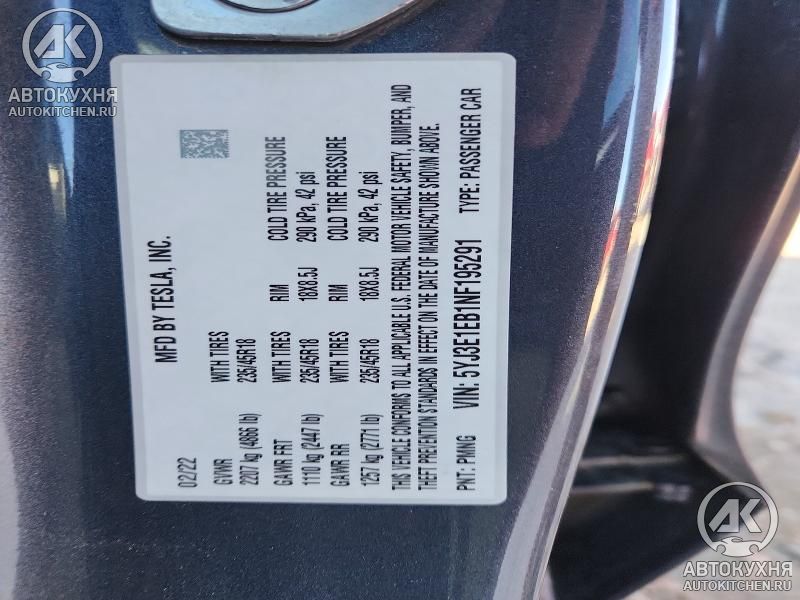 AK
АВТОКУХНЯ
AUTOKITCHEN.RU
MFD BY TESLA, INC.
02/22
GVWR WITH TIRES
2207 kg (4866 lb) 235/45R18
GAWR FRT WITH TIRES RIM COLD TIRE PRESSURE
1110 kg (2447 lb) 235/45R18 18X8.5J 290 kPa, 42 psi
GAWR RR WITH TIRES RIM COLD TIRE PRESSURE
1257 kg (2771 lb) 235/45R18 18X8.5J 290 kPa, 42 psi
THIS VEHICLE CONFORMS TO ALL APPLICABLE U.S. FEDERAL MOTOR VEHICLE SAFETY, BUMPER, AND
THEFT PREVENTION STANDARDS IN EFFECT ON THE DATE OF MANUFACTURE SHOWN ABOVE.
PNT: PMNG VIN: 5YJ3E1EB1NF195291 TYPE: PASSENGER CAR
AK
АВТОКУХНЯ
AUTOKITCHEN.RU